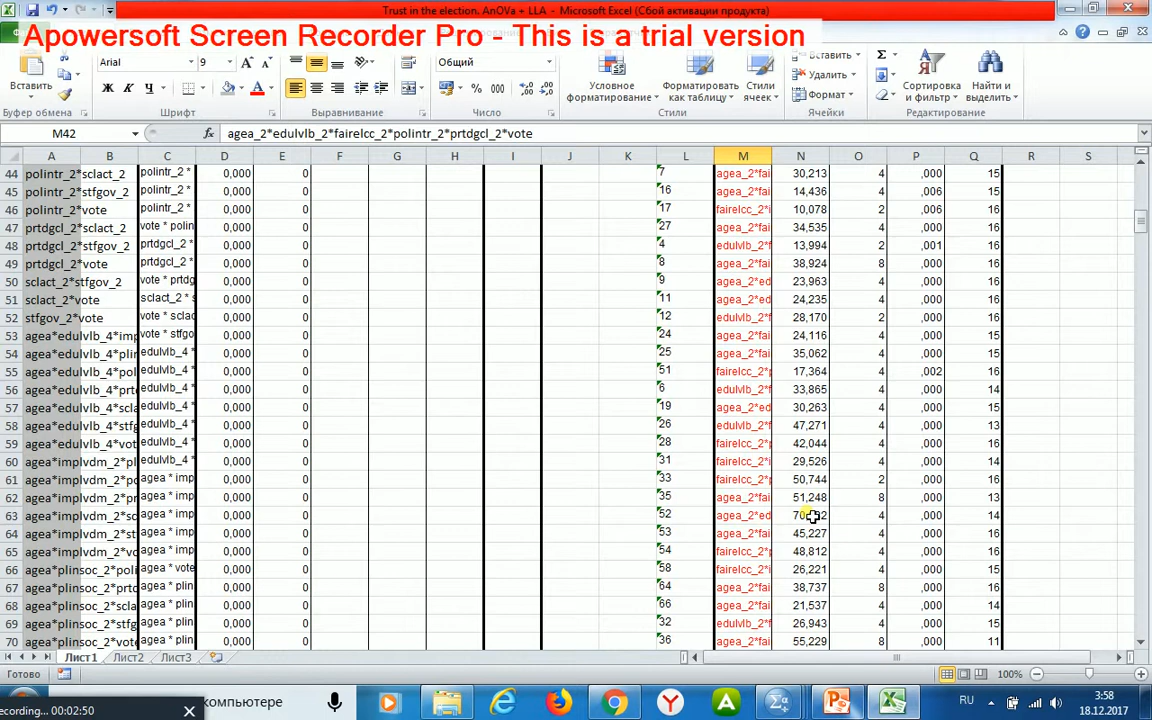 Trust in the election. AnOVa + LLA - Microsoft Excel (Сбой активации продукта)
Apowersoft Screen Recorder Pro - This is a trial version
Вставить
Arial 9
Ж К Ч
A
Общий
% 000
Условное форматирование
Форматировать как таблицу
Стили ячеек
Вставить
Удалить
Формат
Σ
Сортировка и фильтр
Найти и выделить
Буфер обмена Шрифт Выравнивание Число Стили Ячейки Редактирование
M42 fx agea_2*edulvlb_2*fairelcc_2*polintr_2*prtdgcl_2*vote
A B C D E F G H I J K L M N O P Q R S
44 polintr_2*sclact_2 polintr_2 * 0,000 0 7 agea_2*fai 30,213 4 ,000 15
45 polintr_2*stfgov_2 polintr_2 * 0,000 0 16 agea_2*fai 14,436 4 ,006 15
46 polintr_2*vote polintr_2 * 0,000 0 17 fairelcc_2*i 10,078 2 ,006 16
47 prtdgcl_2*sclact_2 vote * polin 0,000 0 27 agea_2*fai 34,535 4 ,000 16
48 prtdgcl_2*stfgov_2 prtdgcl_2 * 0,000 0 4 edulvlb_2*f 13,994 2 ,001 16
49 prtdgcl_2*vote prtdgcl_2 * 0,000 0 8 agea_2*fai 38,924 8 ,000 16
50 sclact_2*stfgov_2 vote * prtdg 0,000 0 9 agea_2*ed 23,963 4 ,000 16
51 sclact_2*vote sclact_2 * s 0,000 0 11 agea_2*ed 24,235 4 ,000 16
52 stfgov_2*vote vote * sclac 0,000 0 12 edulvlb_2*f 28,170 2 ,000 16
53 agea*edulvlb_4*imp vote * stfgo 0,000 0 24 agea_2*fai 24,116 4 ,000 15
54 agea*edulvlb_4*plin edulvlb_4 * 0,000 0 25 agea_2*fai 35,062 4 ,000 15
55 agea*edulvlb_4*pol edulvlb_4 * 0,000 0 51 fairelcc_2*p 17,364 4 ,002 16
56 agea*edulvlb_4*prt edulvlb_4 * 0,000 0 6 edulvlb_2*f 33,865 4 ,000 14
57 agea*edulvlb_4*scla edulvlb_4 * 0,000 0 19 agea_2*ed 30,263 4 ,000 15
58 agea*edulvlb_4*stfg edulvlb_4 * 0,000 0 26 edulvlb_2*f 47,271 4 ,000 13
59 agea*edulvlb_4*vot edulvlb_4 * 0,000 0 28 fairelcc_2*p 42,044 4 ,000 16
60 agea*implvdm_2*pl edulvlb_4 * 0,000 0 31 fairelcc_2*i 29,526 4 ,000 14
61 agea*implvdm_2*po agea * imp 0,000 0 33 fairelcc_2*p 50,744 2 ,000 16
62 agea*implvdm_2*prt agea * imp 0,000 0 35 agea_2*fai 51,248 8 ,000 13
63 agea*implvdm_2*sc agea * imp 0,000 0 52 agea_2*ed 4 ,000 14
64 agea*implvdm_2*stf agea * imp 0,000 0 53 agea_2*fai 45,227 4 ,000 16
65 agea*implvdm_2*vo agea * imp 0,000 0 54 fairelcc_2*p 48,812 4 ,000 16
66 agea*plinsoc_2*poli agea * vote 0,000 0 58 fairelcc_2*i 26,221 4 ,000 15
67 agea*plinsoc_2*prtd agea * plin 0,000 0 64 agea_2*fai 38,737 8 ,000 16
68 agea*plinsoc_2*scla agea * plin 0,000 0 66 agea_2*fai 21,537 4 ,000 14
69 agea*plinsoc_2*stfg agea * plin 0,000 0 32 edulvlb_2*f 26,943 4 ,000 15
70 agea*plinsoc_2*vote agea * plin 0,000 0 36 agea_2*fai 55,229 8 ,000 11
Лист1 Лист2 Лист3
Готово 100%
ecording... 00:02:50
компьютере
RU
3:58
18.12.2017